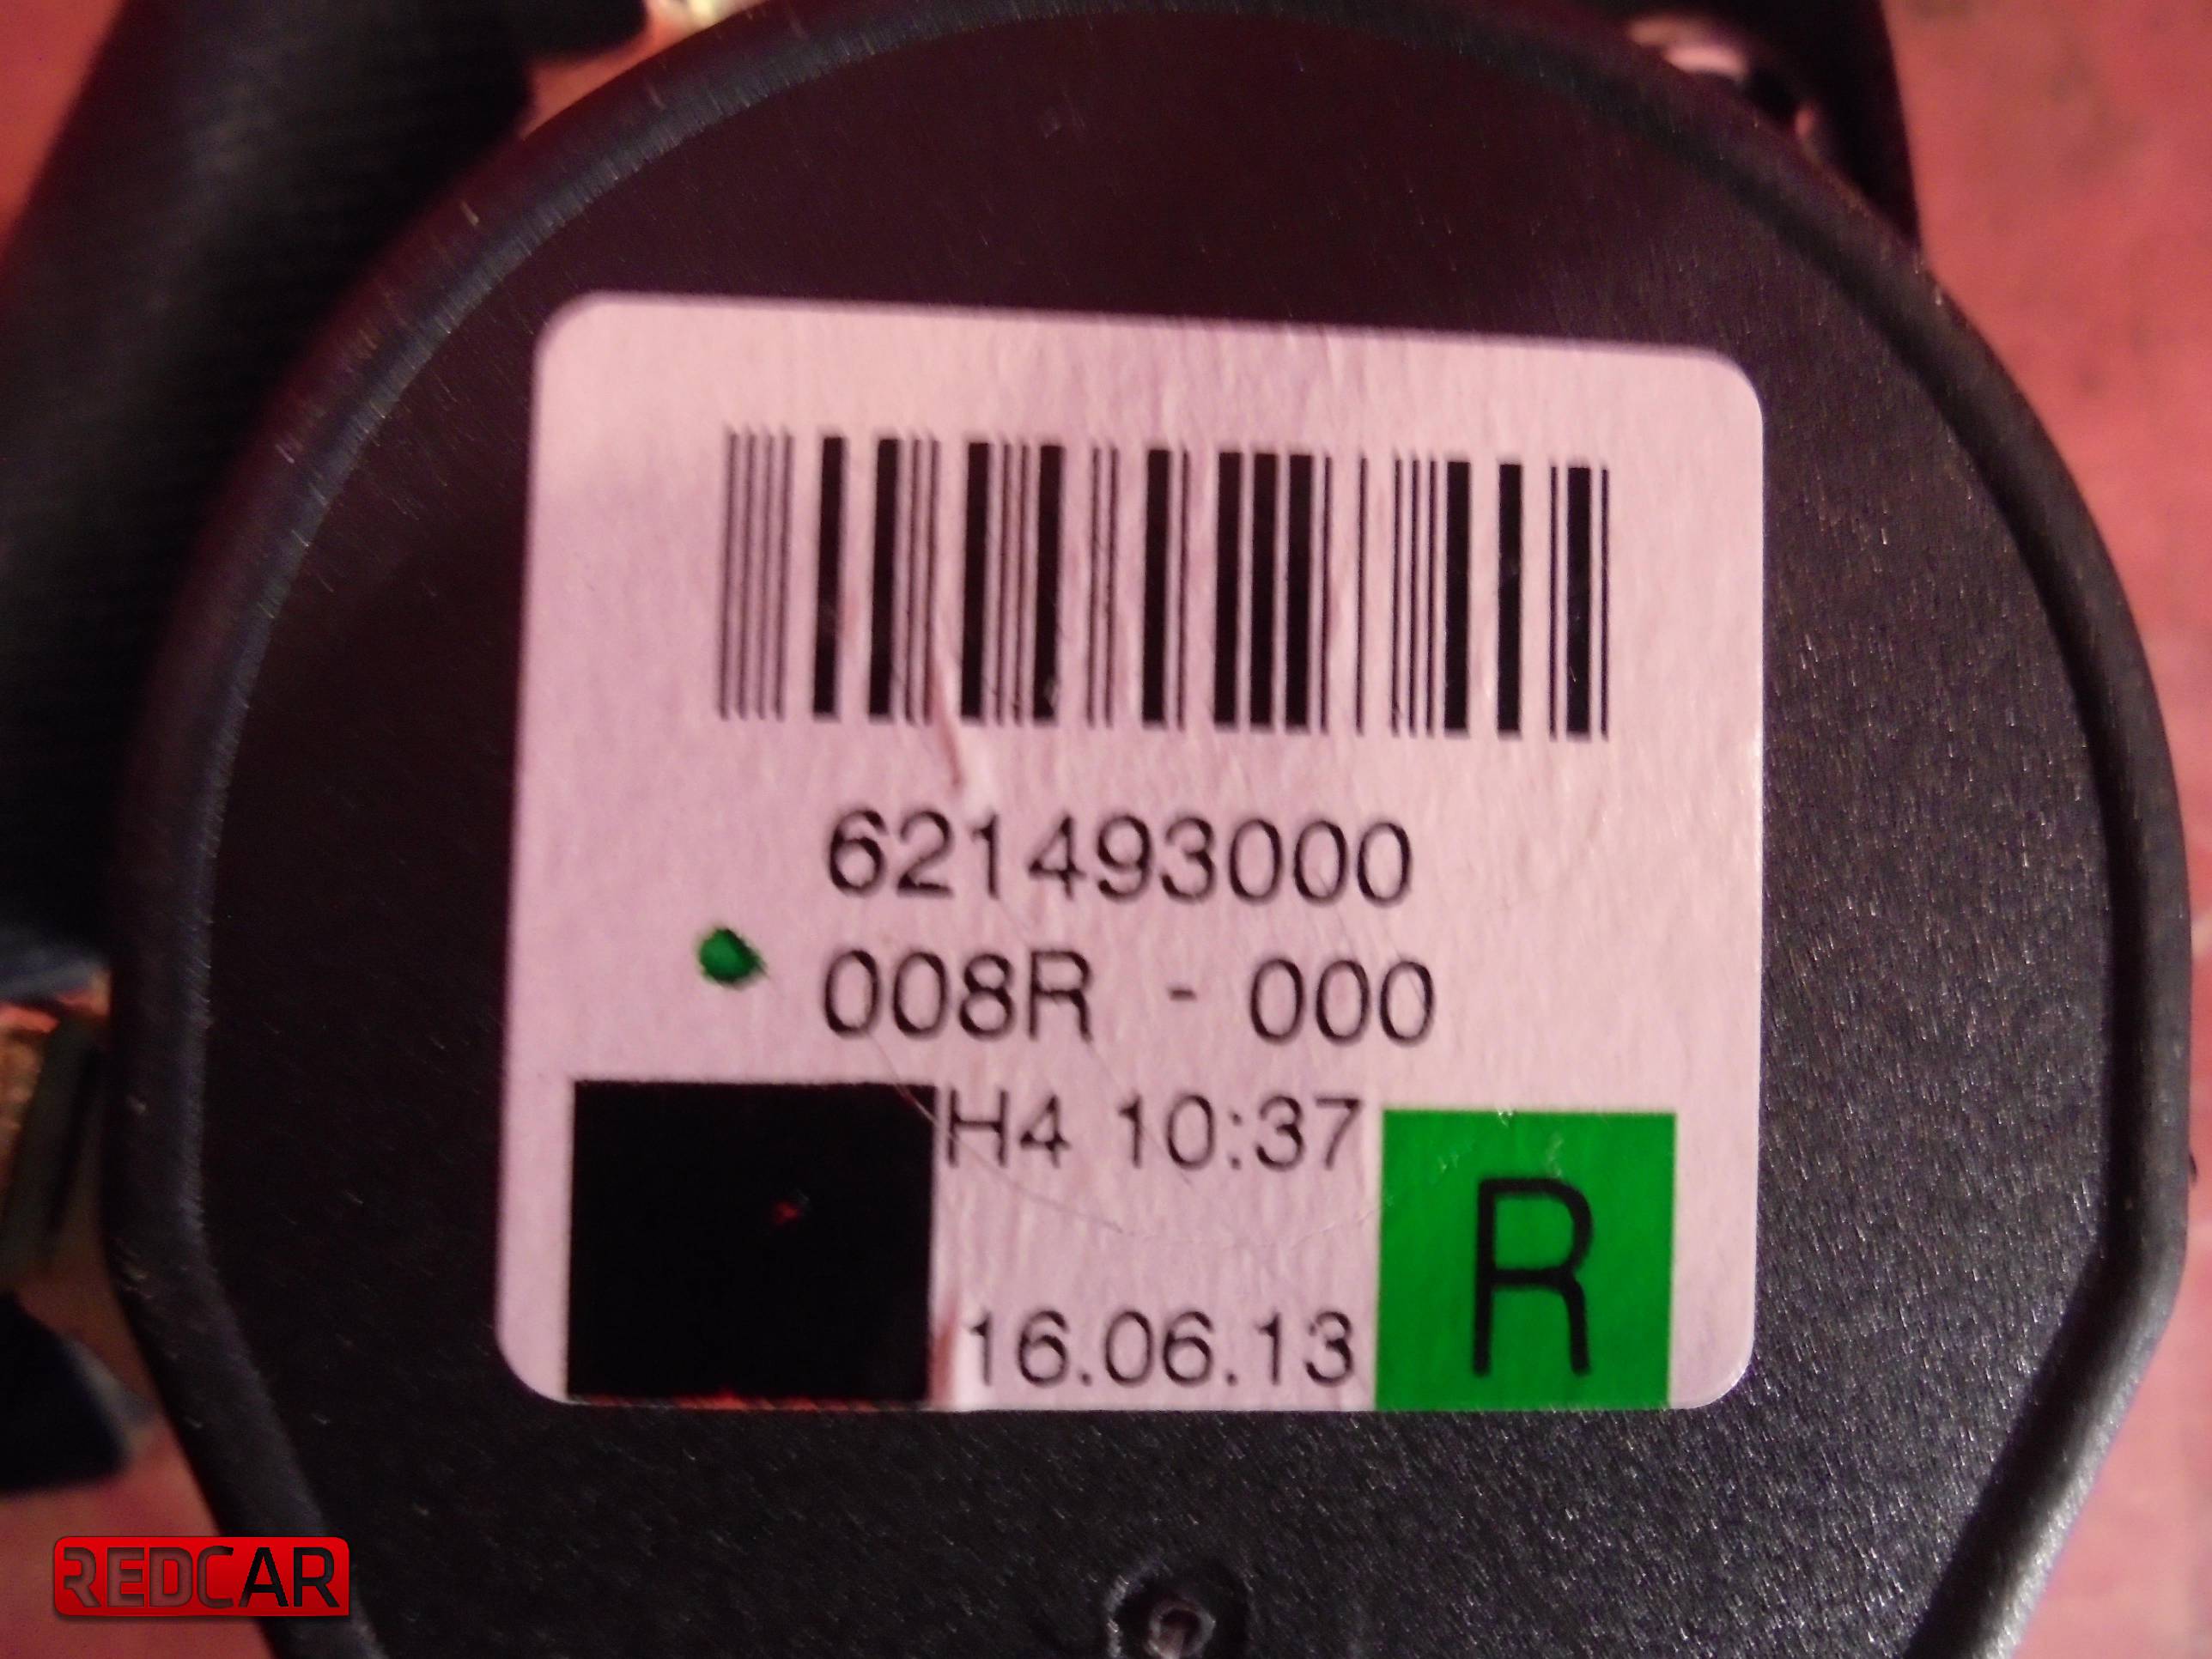 621493000
008R - 000
H4 10:37
R
16.06.13
REDCAR